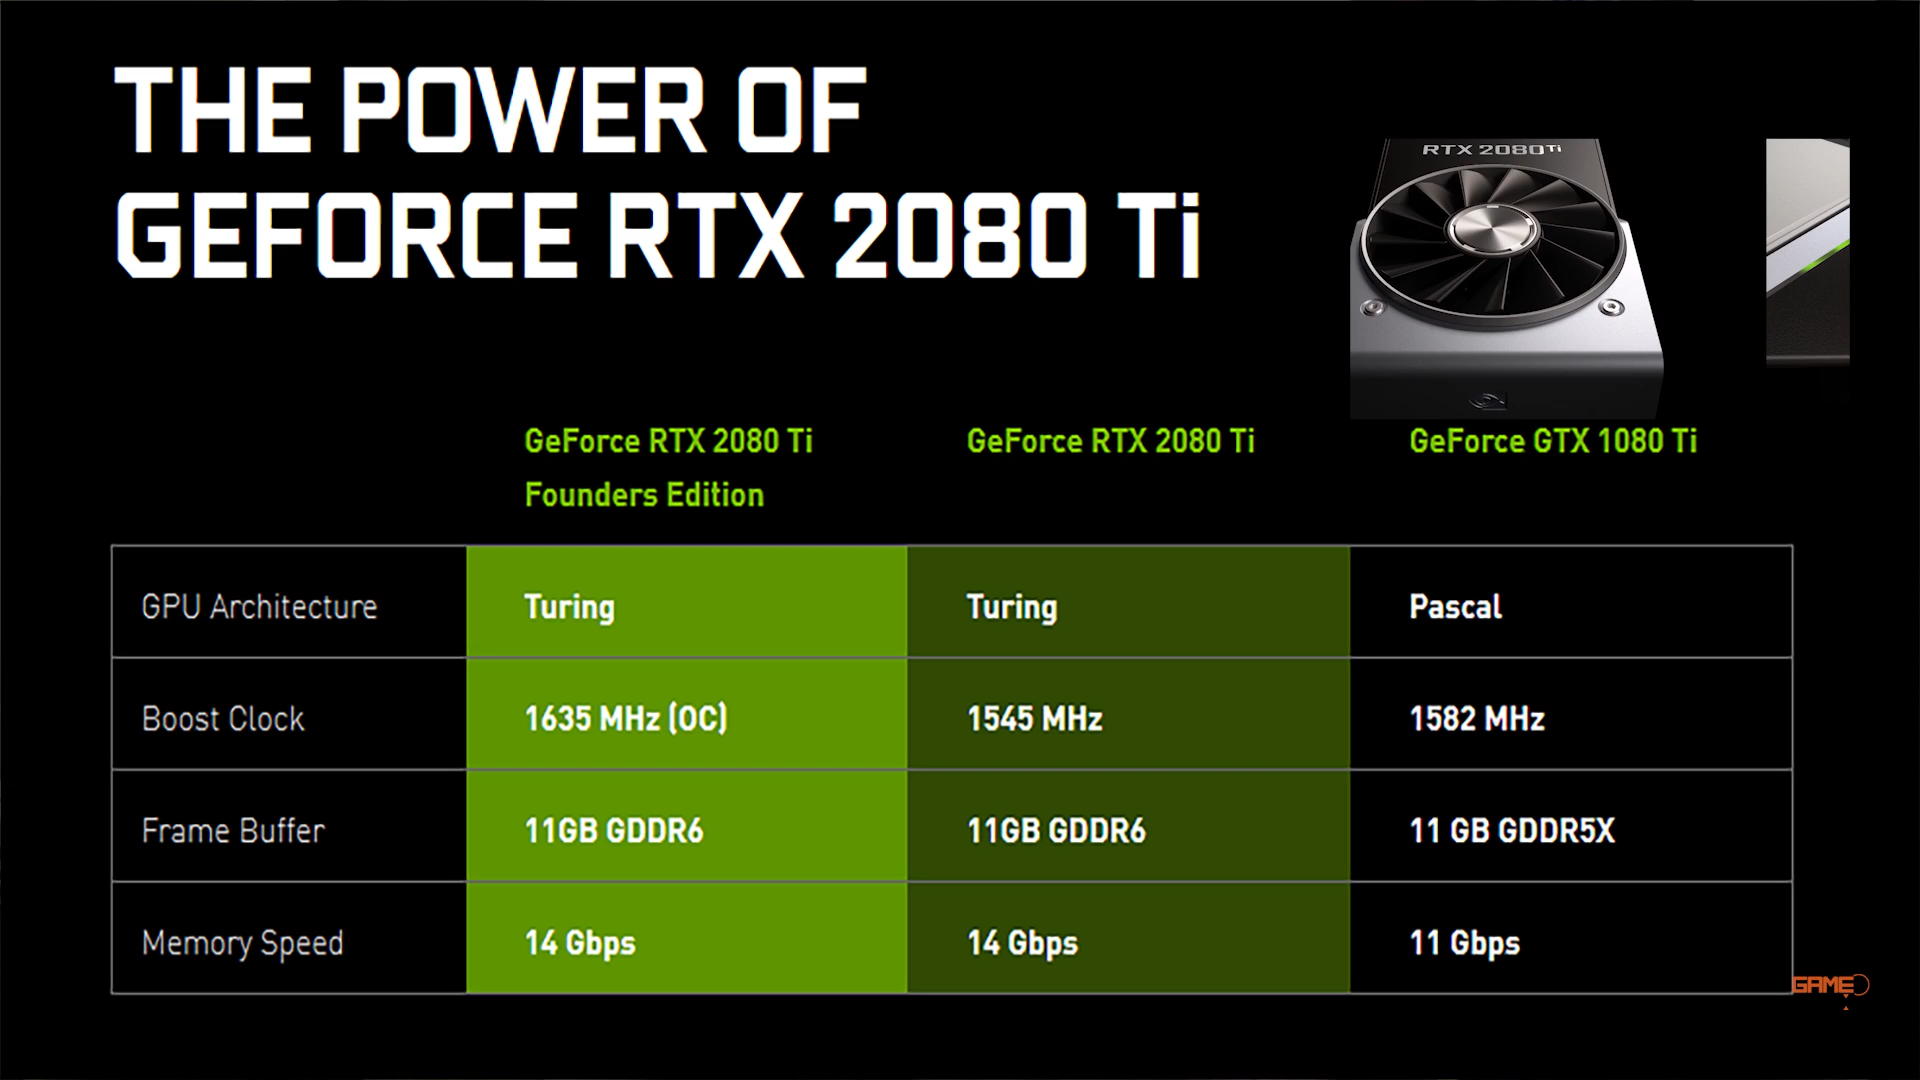 THE POWER OF
GEFORCE RTX 2080 Ti
RTX 2080 Ti
GeForce RTX 2080 Ti
Founders Edition
GeForce RTX 2080 Ti
GeForce GTX 1080 Ti
GPU Architecture Turing Turing Pascal
Boost Clock 1635 MHz (OC) 1545 MHz 1582 MHz
Frame Buffer 11GB GDDR6 11GB GDDR6 11 GB GDDR5X
Memory Speed 14 Gbps 14 Gbps 11 Gbps
GAME